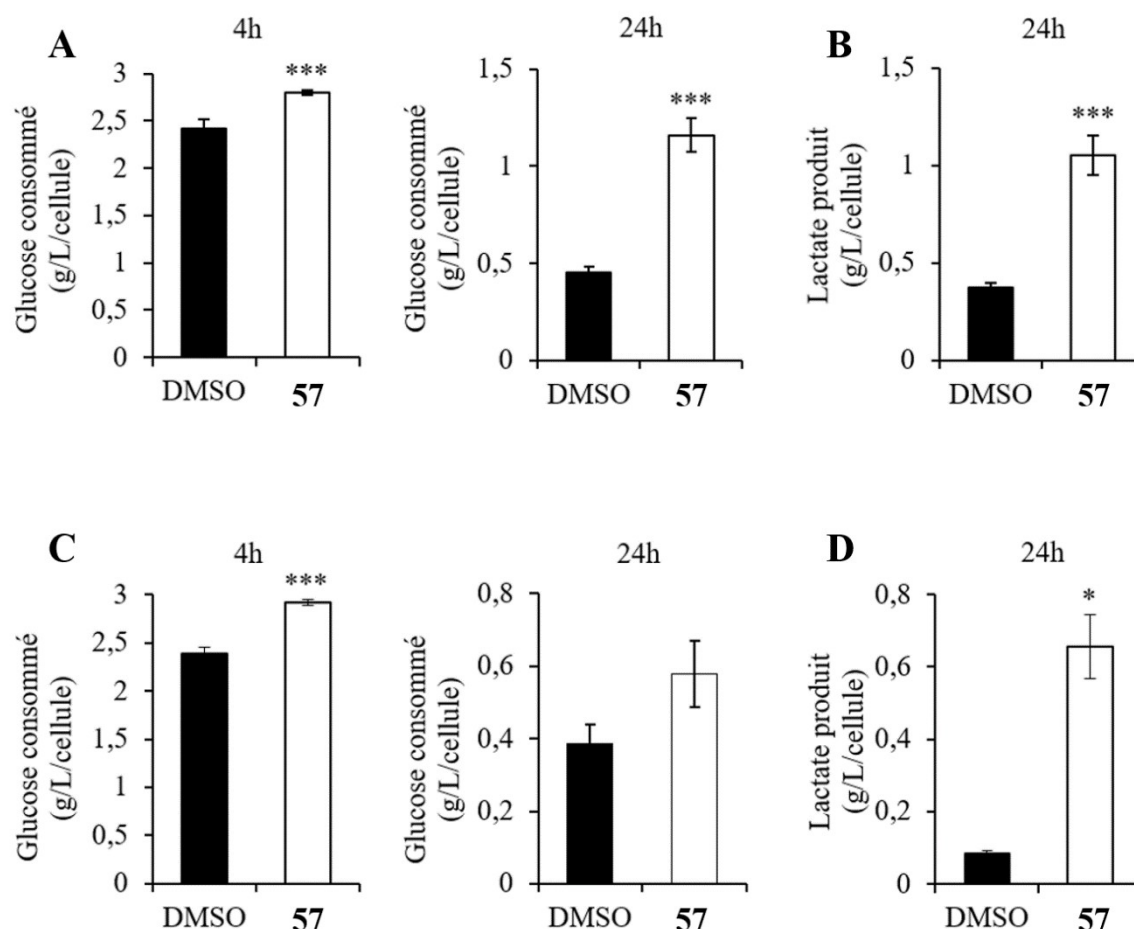 A
4h
Glucose consommé
(g/L/cellule)
3
2,5
2
1,5
1
0,5
0
***
DMSO
57
24h
Glucose consommé
(g/L/cellule)
1,5
1
0,5
0
***
DMSO
57
B
24h
Lactate produit
(g/L/cellule)
1,5
1
0,5
0
***
DMSO
57
C
4h
Glucose consommé
(g/L/cellule)
3
2,5
2
1,5
1
0,5
0
***
DMSO
57
24h
Glucose consommé
(g/L/cellule)
0,8
0,6
0,4
0,2
0
DMSO
57
D
24h
Lactate produit
(g/L/cellule)
0,8
0,6
0,4
0,2
0
*
DMSO
57